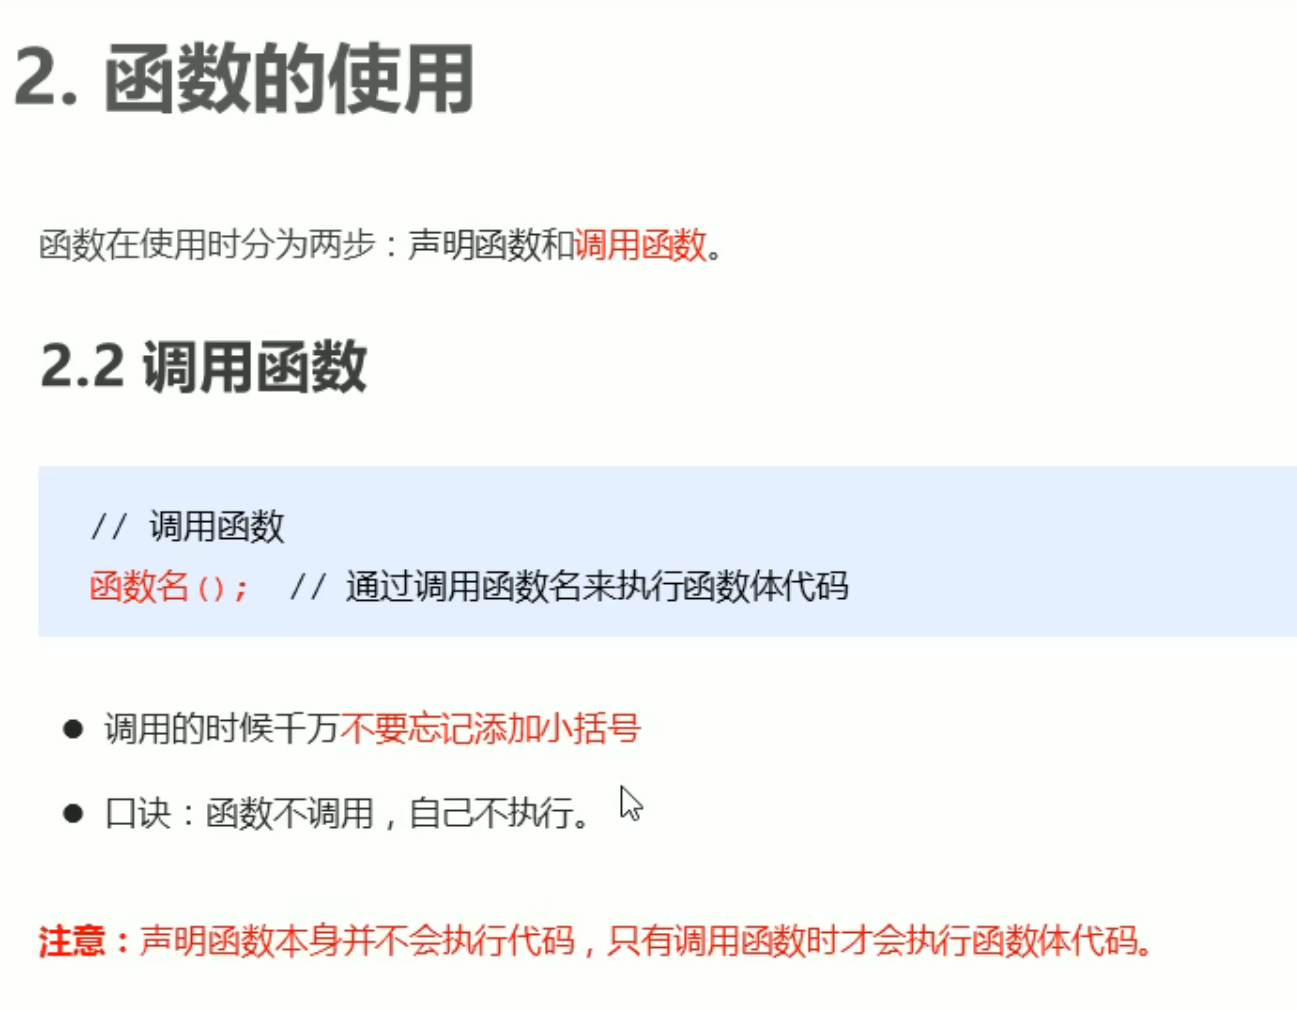 2. 函数的使用
函数在使用时分为两步：声明函数和调用函数。
2.2 调用函数
// 调用函数
函数名(); // 通过调用函数名来执行函数体代码
● 调用的时候千万不要忘记添加小括号
● 口诀：函数不调用，自己不执行。
注意：声明函数本身并不会执行代码，只有调用函数时才会执行函数体代码。